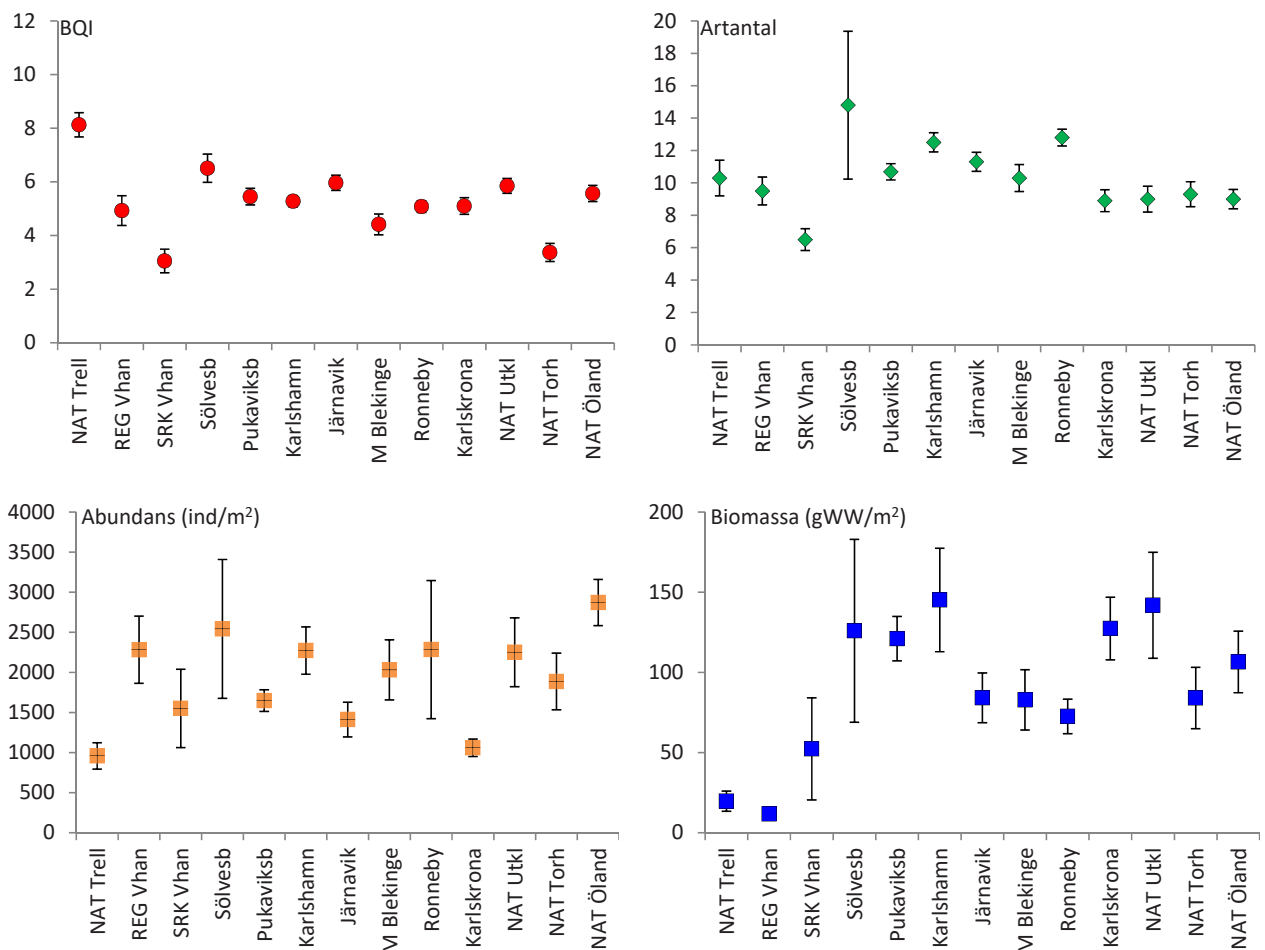 BQI
12
10
8
6
4
2
0
NAT Trell
REG Vhan
SRK Vhan
Sölvesb
Pukaviksb
Karlshamn
Järnavik
M Blekinge
Ronneby
Karlskrona
NAT Utkl
NAT Torh
NAT Öland
Artantal
20
18
16
14
12
10
8
6
4
2
0
NAT Trell
REG Vhan
SRK Vhan
Sölvesb
Pukaviksb
Karlshamn
Järnavik
M Blekinge
Ronneby
Karlskrona
NAT Utkl
NAT Torh
NAT Öland
Abundans (ind/m²)
4000
3500
3000
2500
2000
1500
1000
500
0
NAT Trell
REG Vhan
SRK Vhan
Sölvesb
Pukaviksb
Karlshamn
Järnavik
M Blekinge
Ronneby
Karlskrona
NAT Utkl
NAT Torh
NAT Öland
Biomassa (gWW/m²)
200
150
100
50
0
NAT Trell
REG Vhan
SRK Vhan
Sölvesb
Pukaviksb
Karlshamn
Järnavik
M Blekinge
Ronneby
Karlskrona
NAT Utkl
NAT Torh
NAT Öland